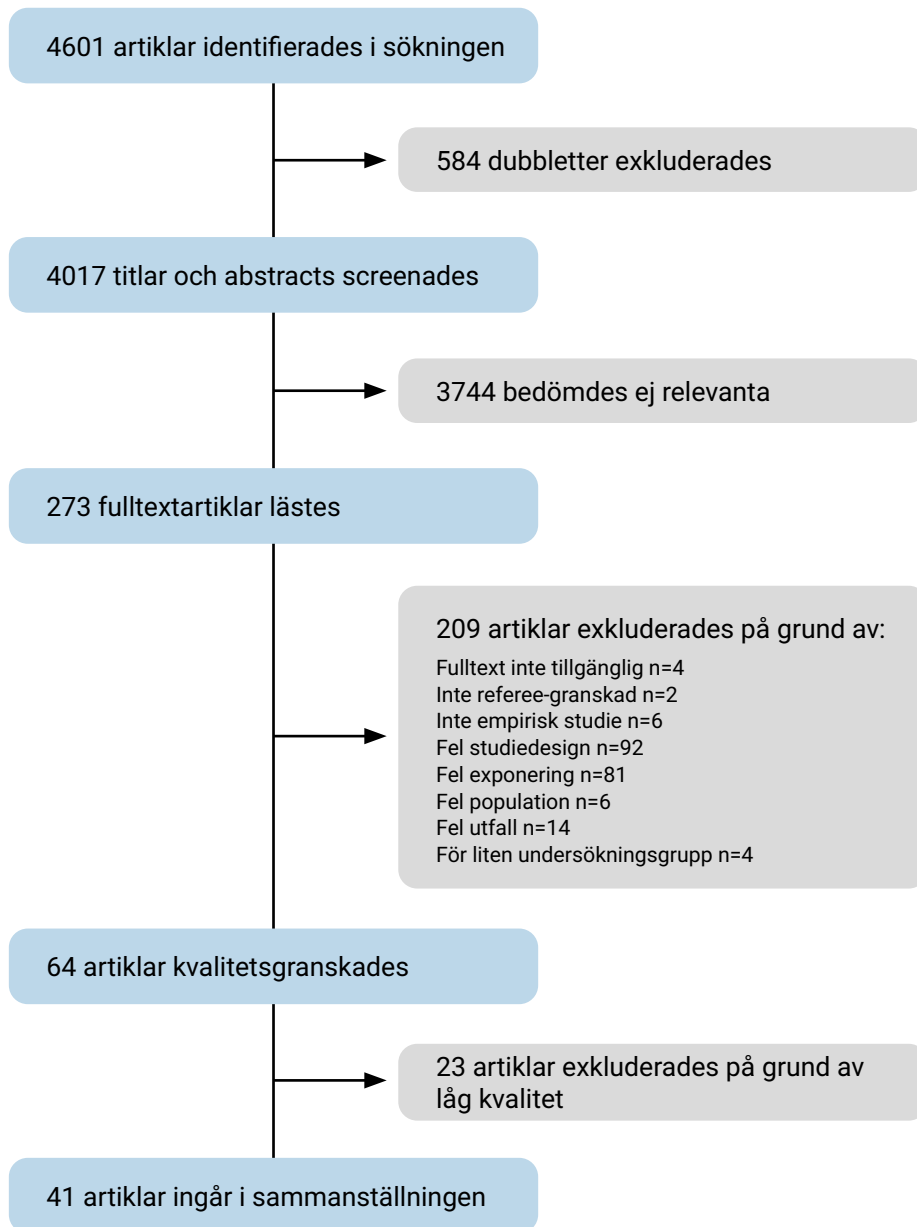 4601 artiklar identifierades i sökningen
584 dubbletter exkluderades
4017 titlar och abstracts screenades
3744 bedömdes ej relevanta
273 fulltextartiklar lästes
209 artiklar exkluderades på grund av:
Fulltext inte tillgänglig n=4
Inte referee-granskad n=2
Inte empirisk studie n=6
Fel studiedesign n=92
Fel exponering n=81
Fel population n=6
Fel utfall n=14
För liten undersökningsgrupp n=4
64 artiklar kvalitetsgranskades
23 artiklar exkluderades på grund av
låg kvalitet
41 artiklar ingår i sammanställningen